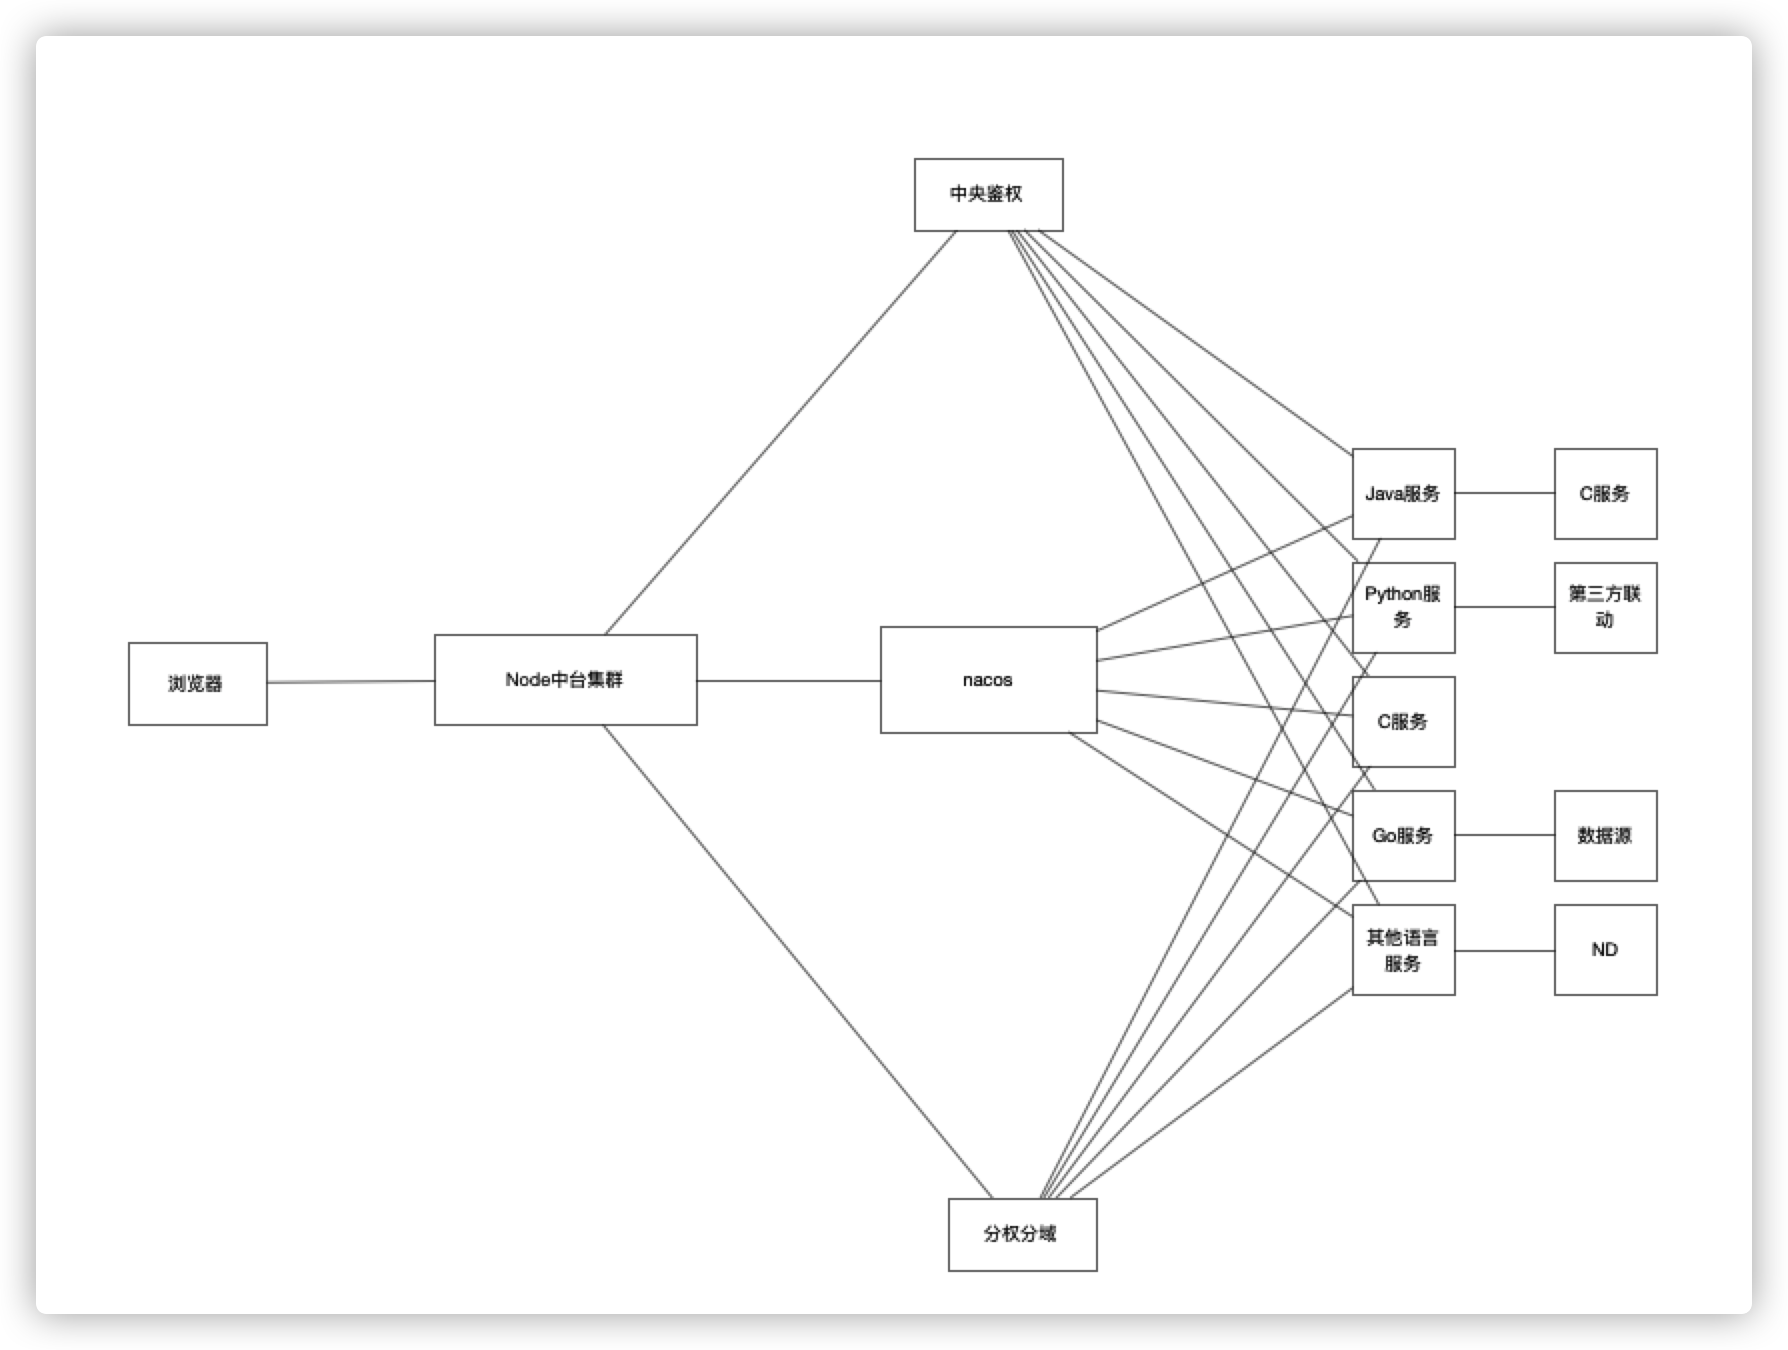 中央鉴权
Java服务
C服务
Python服
务
第三方联
动
浏览器
Node中台集群
nacos
C服务
Go服务
数据源
其他语言
服务
ND
分权分域